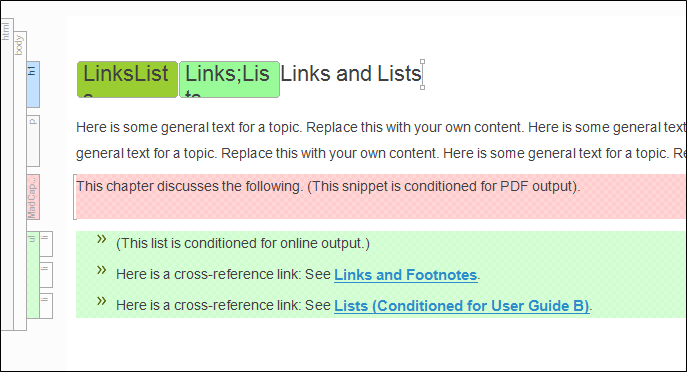 html
body
h1
LinksList
Links;Lis
Links and Lists
p
Here is some general text for a topic. Replace this with your own content. Here is some general text
general text for a topic. Replace this with your own content. Here is some general text for a topic. Re
MadCap...
This chapter discusses the following. (This snippet is conditioned for PDF output).
ul
li
» (This list is conditioned for online output.)
li
» Here is a cross-reference link: See Links and Footnotes.
li
» Here is a cross-reference link: See Lists (Conditioned for User Guide B).